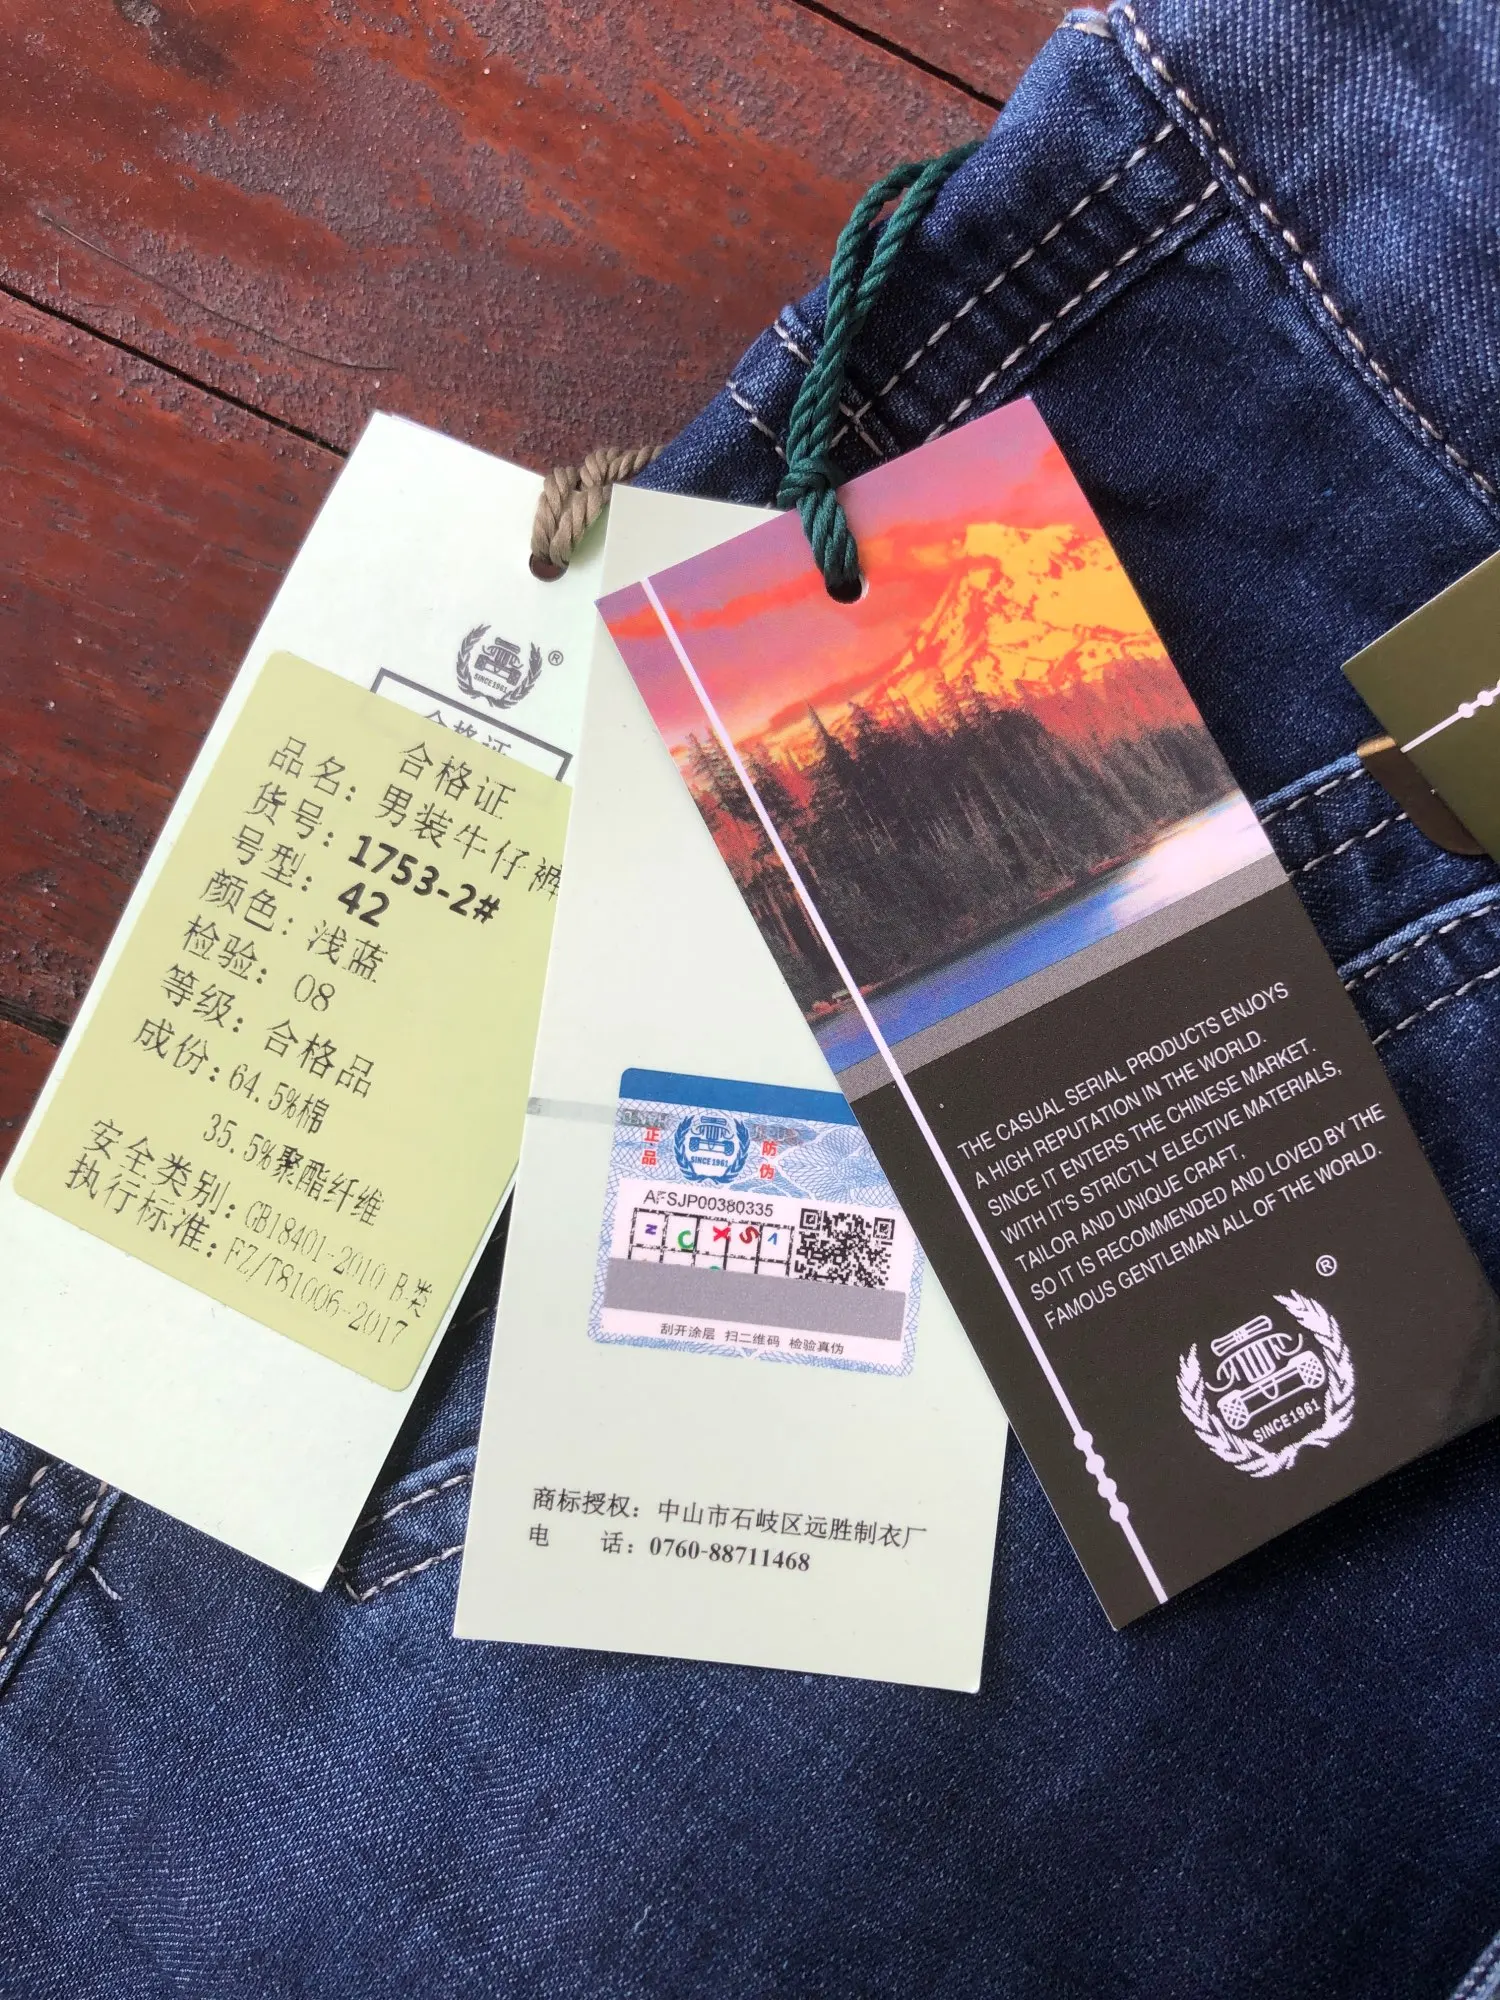 SINCE 1961
®
合格证
合格证
品名：男装牛仔裤
货号：1753-2#
号型：42
颜色：浅蓝
检验：08
等级：合格品
成份：64.5%棉
35.5%聚酯纤维
安全类别：GB18401-2010 B类
执行标准：FZ/T81006-2017
正品
防伪
SINCE 1961
AFSJP00380335
N C X S V
刮开涂层 扫二维码 检验真伪
商标授权：中山市石岐区远胜制衣厂
电 话：0760-88711468
THE CASUAL SERIAL PRODUCTS ENJOYS
A HIGH REPUTATION IN THE WORLD.
SINCE IT ENTERS THE CHINESE MARKET.
WITH IT'S STRICTLY ELECTIVE MATERIALS,
TAILOR AND UNIQUE CRAFT,
SO IT IS RECOMMENDED AND LOVED BY THE
FAMOUS GENTLEMAN ALL OF THE WORLD.
®
SINCE 1961